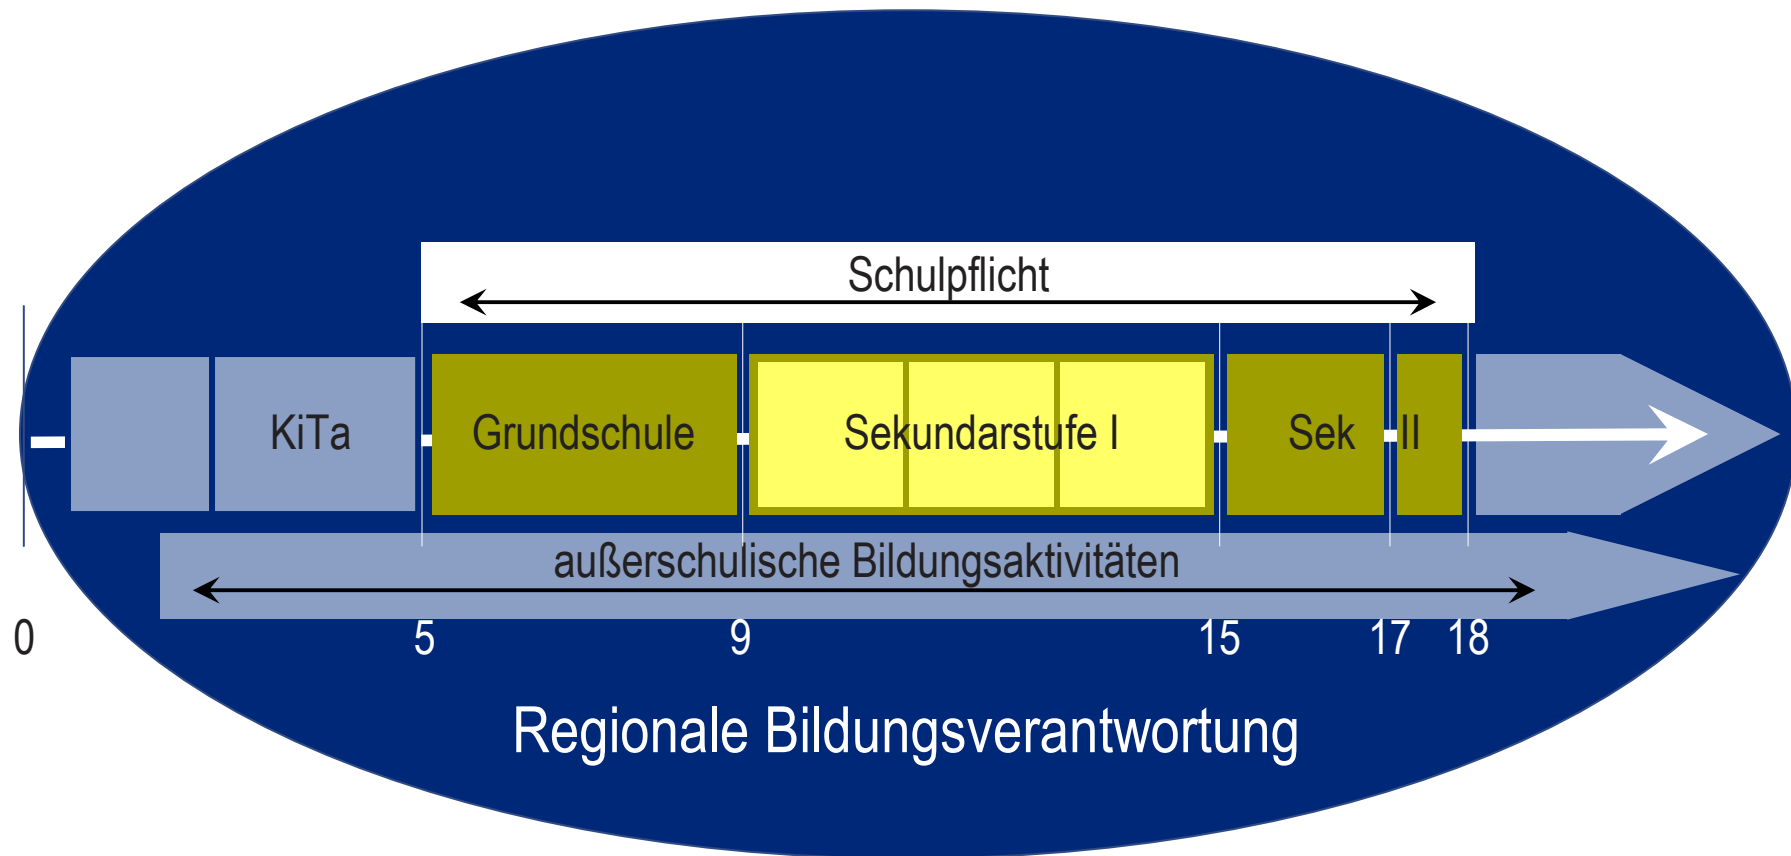 Schulpflicht
KiTa
Grundschule
Sekundarstufe I
Sek II
außerschulische Bildungsaktivitäten
0 5 9 15 17 18
Regionale Bildungsverantwortung